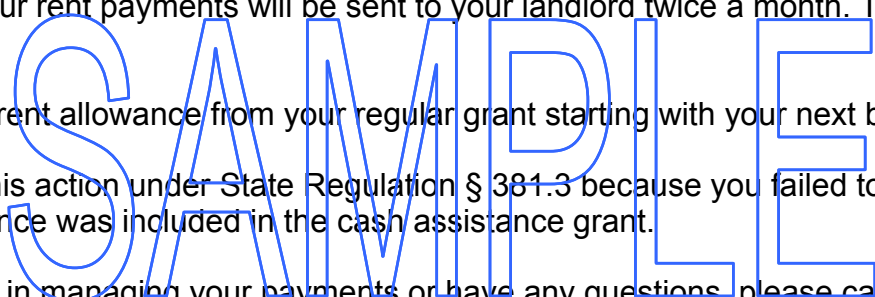 ur rent payments will be sent to your landlord twice a month. T
rent allowance from your regular grant starting with your next b
is action under State Regulation § 381.3 because you failed to
nce was included in the cash assistance grant.
in managing your payments or have any questions, please ca
SAMPLE